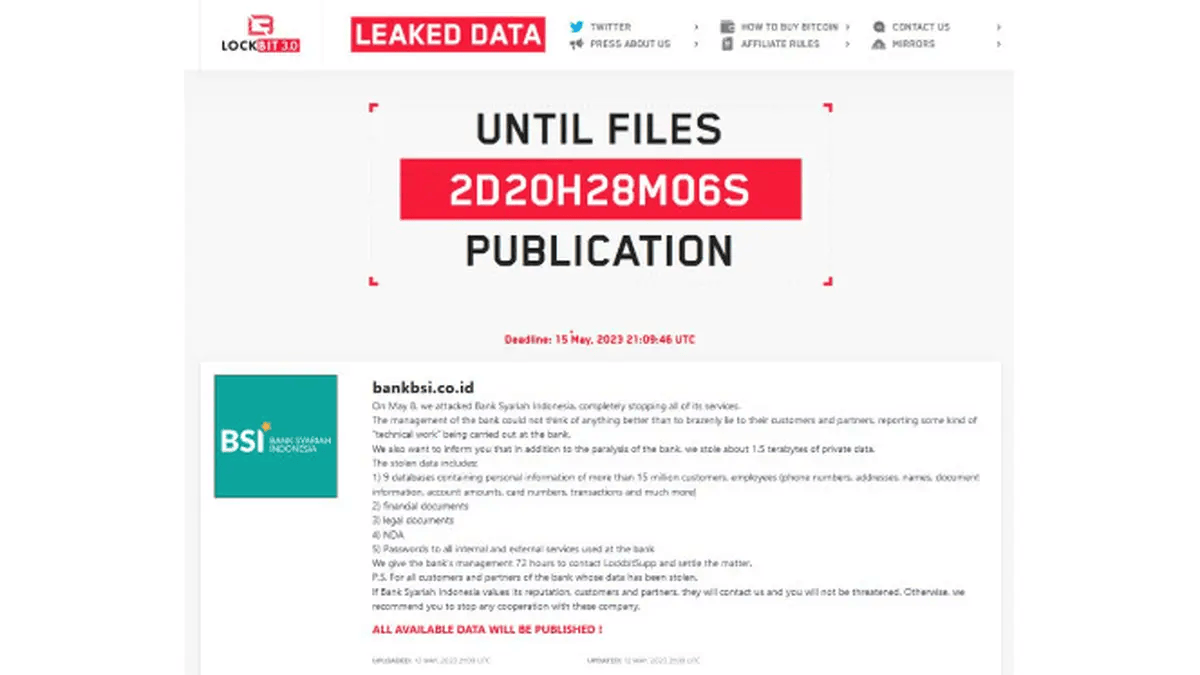 LOCKBIT 3.0
LEAKED DATA
TWITTER
PRESS ABOUT US
HOW TO BUY BITCOIN
AFFILIATE RULES
CONTACT US
MIRRORS
UNTIL FILES
2D20H28M06S
PUBLICATION
Deadline: 15 May, 2023 21:09:46 UTC
BSI BANK SYARIAH
INDONESIA
bankbsi.co.id
On May 8, we attacked Bank Syariah Indonesia, completely stopping all of its services.
The management of the bank could not think of anything better than to brazenly lie to their customers and partners, reporting some kind of
"technical work" being carried out at the bank.
We also want to inform you that in addition to the paralysis of the bank, we stole about 1.5 terabytes of private data.
The stolen data includes:
1) 9 databases containing personal information of more than 15 million customers, employees (phone numbers, addresses, names, document
information, account amounts, card numbers, transactions and much more)
2) financial documents
3) legal documents
4) NDA
5) Passwords to all internal and external services used at the bank
We give the bank's management 72 hours to contact LockbitSupp and settle the matter.
P.S. For all customers and partners of the bank whose data has been stolen.
If Bank Syariah Indonesia values its reputation, customers and partners, they will contact us and you will not be threatened. Otherwise, we
recommend you to stop any cooperation with these company.
ALL AVAILABLE DATA WILL BE PUBLISHED !
UPLOADED: 12 MAY, 2023 21:09 UTC
UPDATED: 12 MAY, 2023 21:09 UTC